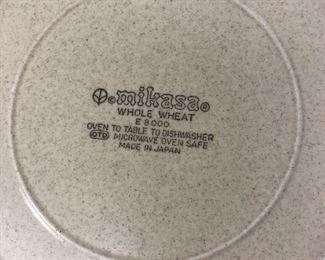 © mikasa ®
WHOLE WHEAT
E 8000
OVEN TO TABLE TO DISHWASHER
OTD MICROWAVE OVEN SAFE
MADE IN JAPAN